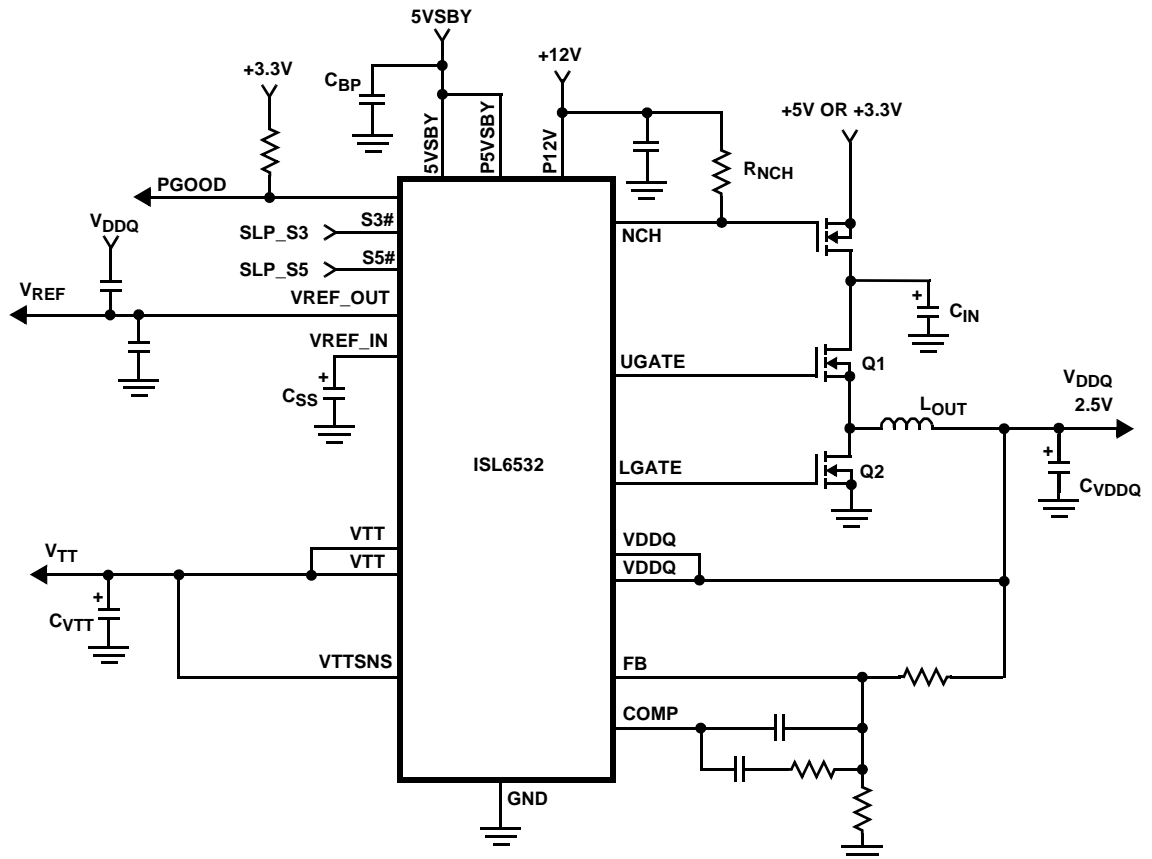 5VSBY
+3.3V
CBP
+12V
+5V OR +3.3V
5VSBY
P5VSBY
P12V
RNCH
PGOOD
VDDQ
SLP_S3
S3#
SLP_S5
S5#
NCH
VREF
VREF_OUT
+
CIN
VREF_IN
+
CSS
UGATE
Q1
LOUT
VDDQ
2.5V
ISL6532
LGATE
Q2
+
CVDDQ
VTT
VTT
VTT
VDDQ
VDDQ
+
CVTT
VTTSNS
FB
COMP
GND